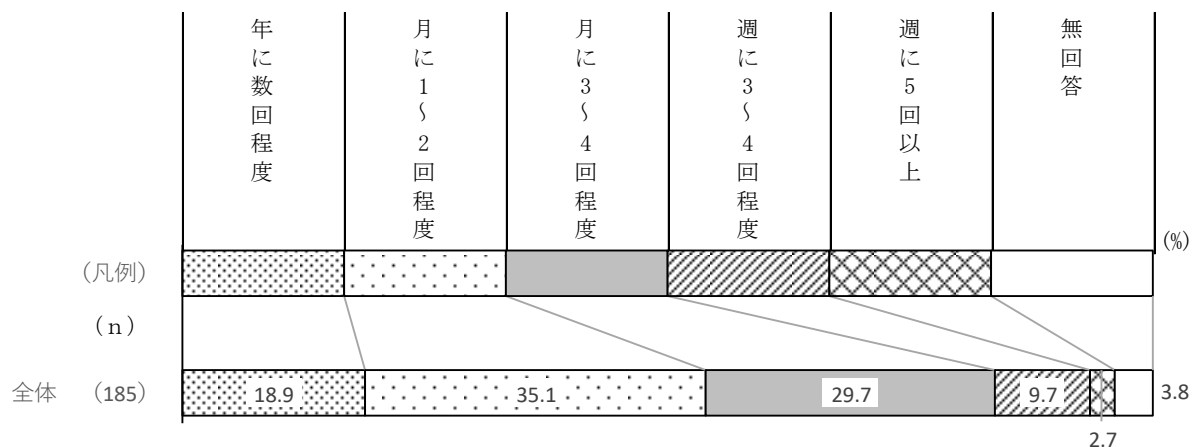 年に数回程度
月に1～2回程度
月に3～4回程度
週に3～4回程度
週に5回以上
無回答
(%)
(凡例)
(n)
全体 (185) 18.9 35.1 29.7 9.7 3.8
2.7